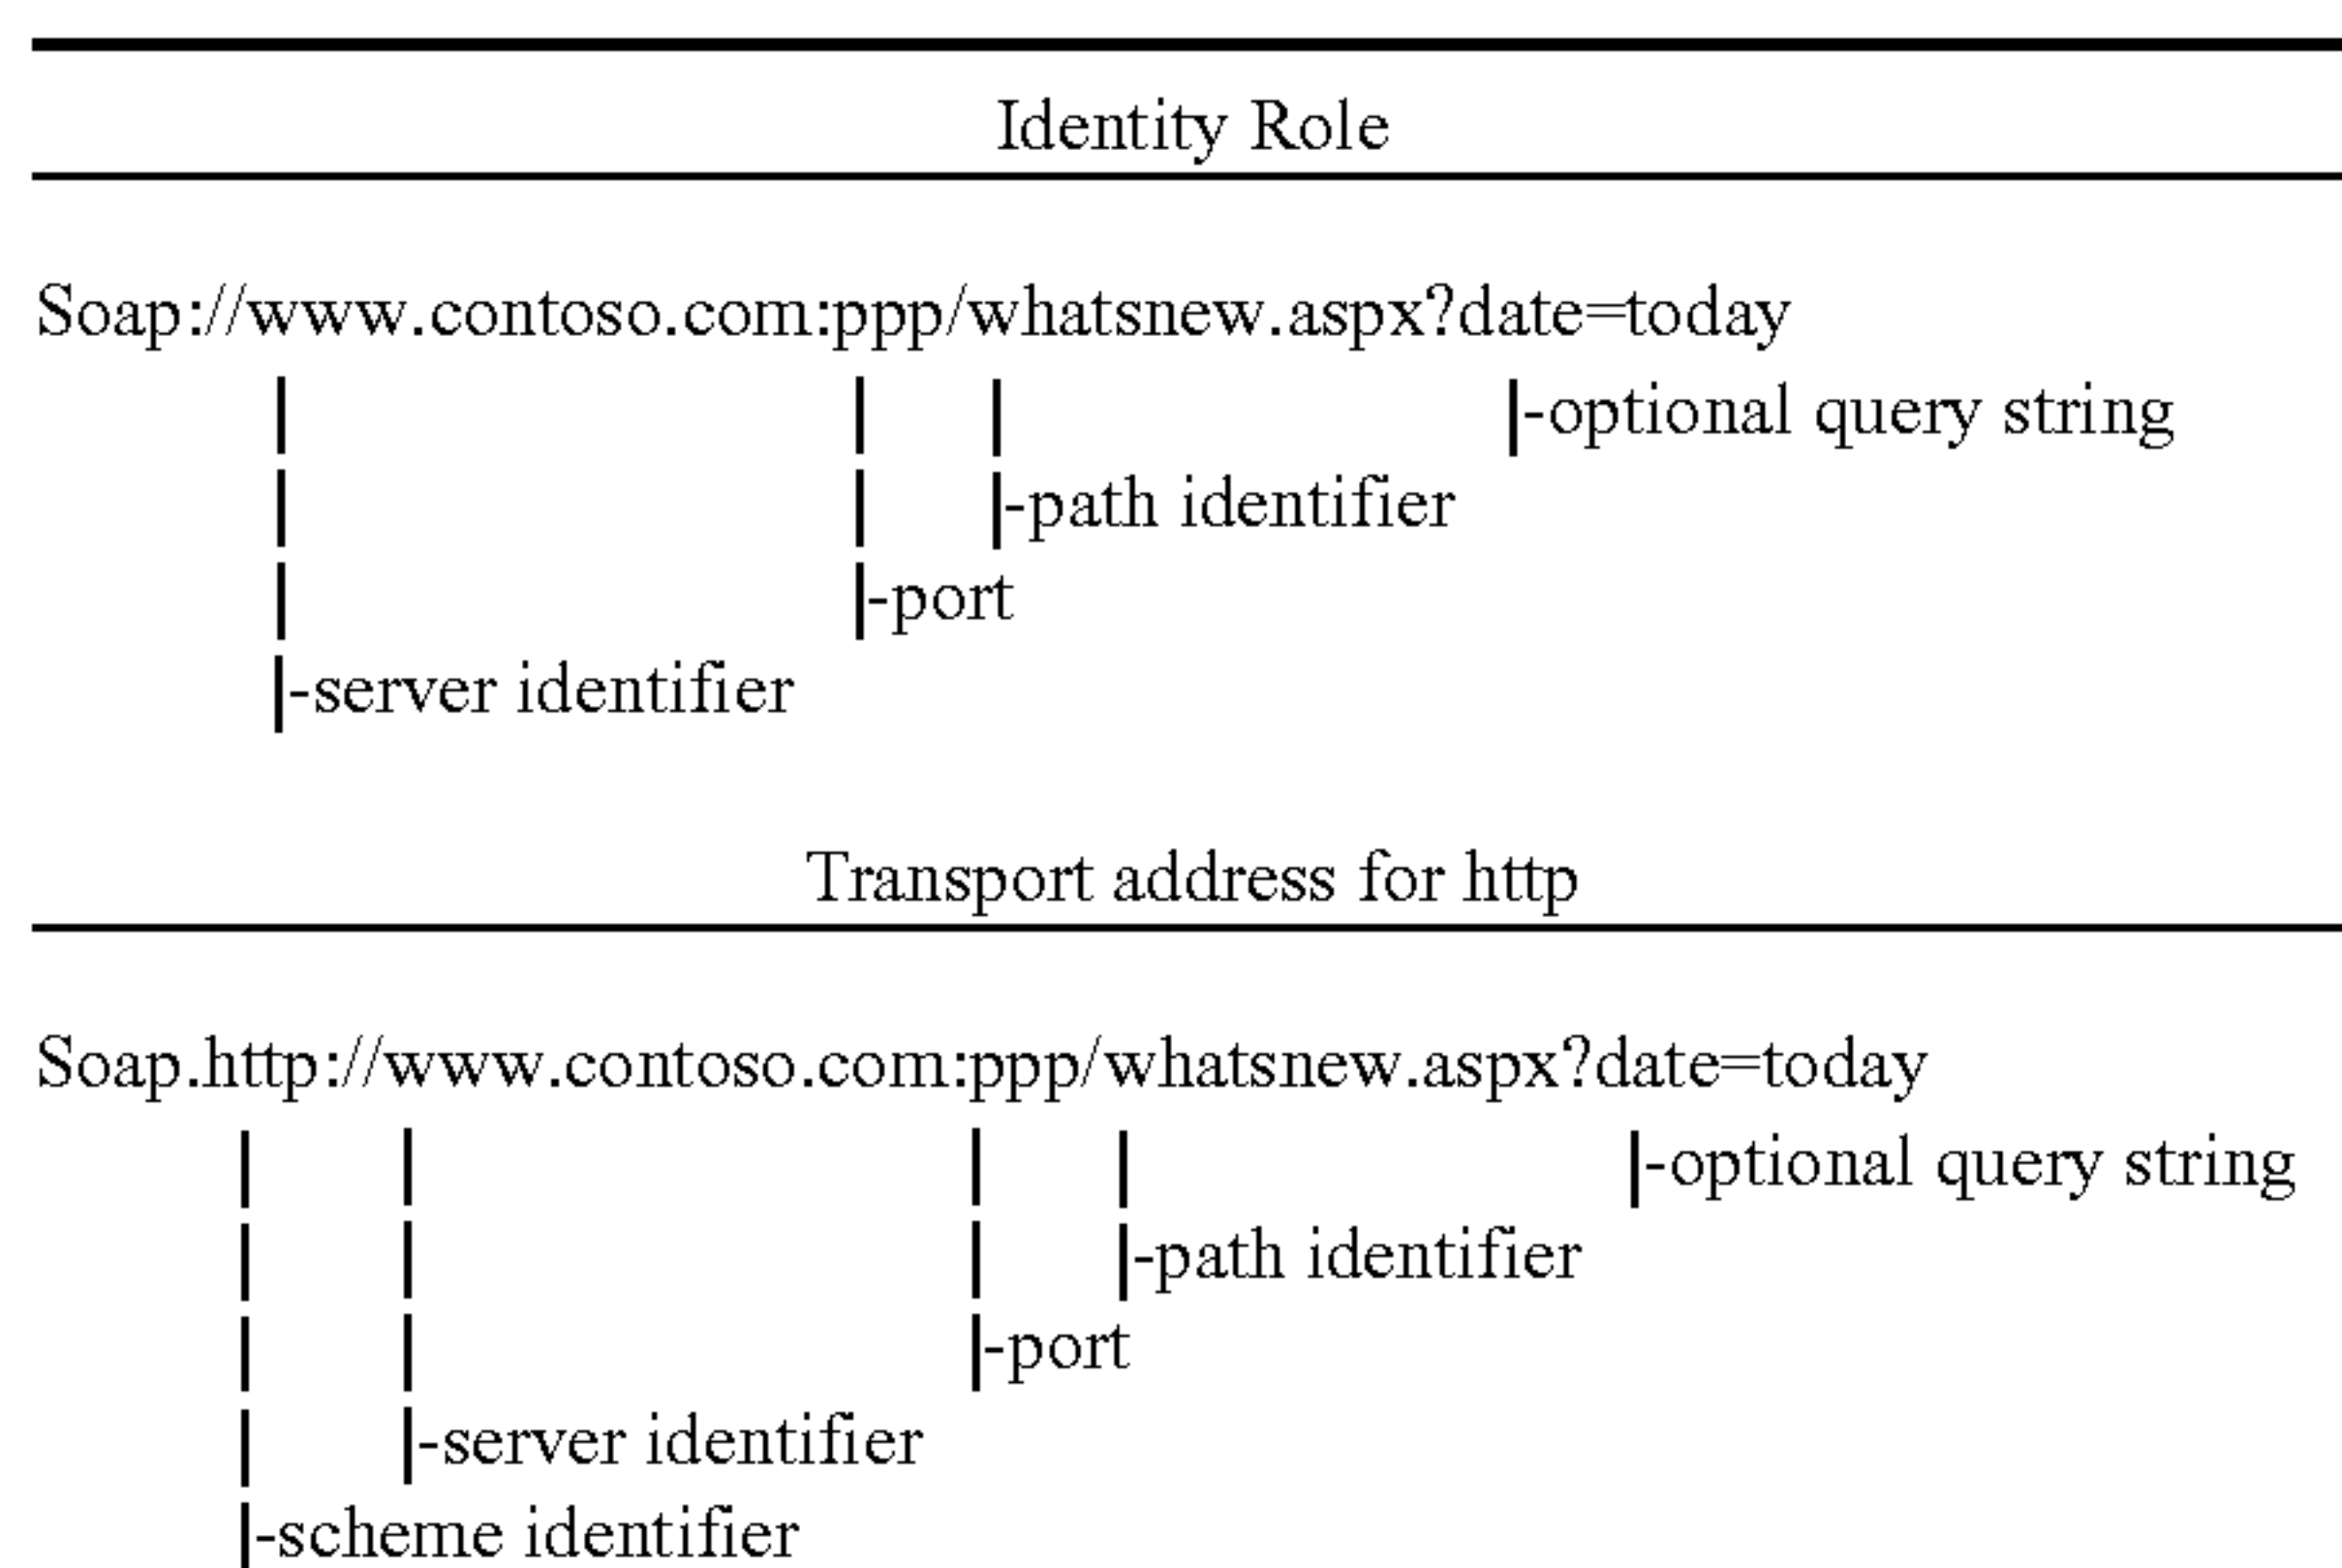 Identity Role
Soap://www.contoso.com:ppp/whatsnew.aspx?date=today
| | | |-optional query string
| | |-path identifier
| |-port
|-server identifier
Transport address for http
Soap.http://www.contoso.com:ppp/whatsnew.aspx?date=today
| | | | |-optional query string
| | | |-path identifier
| | |-port
| |-server identifier
|-scheme identifier